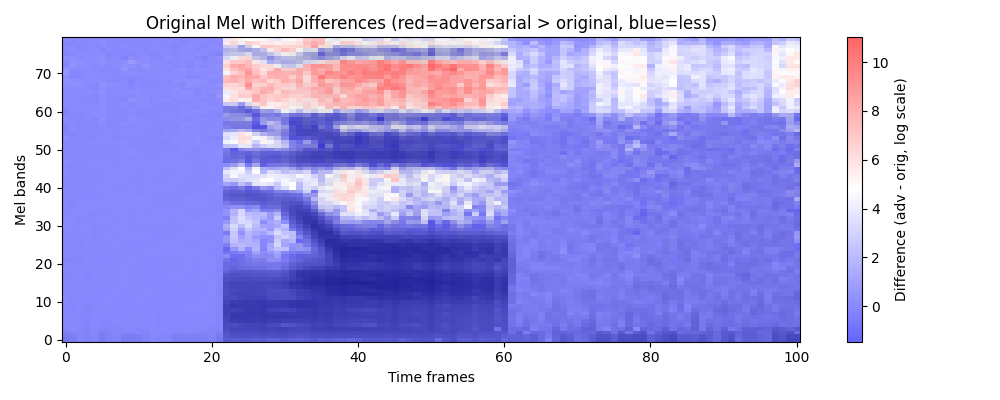 Original Mel with Differences (red=adversarial > original, blue=less)
Mel bands
70
60
50
40
30
20
10
0
0 20 40 60 80 100
Time frames
10
8
6
4
2
0
Difference (adv - orig, log scale)